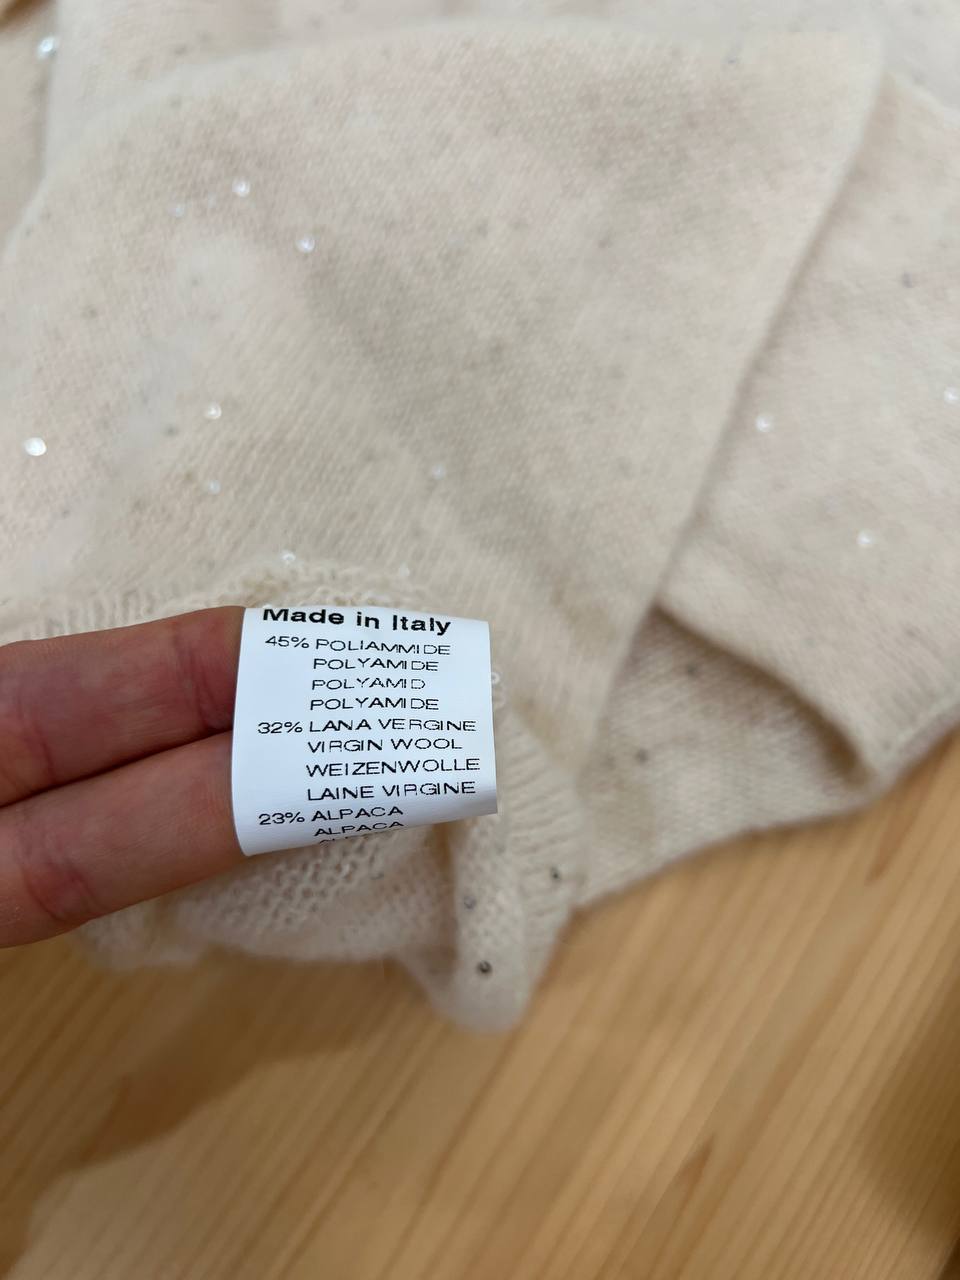 Made in Italy
45% POLIAMMIDE
POLYAMIDE
POLYAMID
POLYAMIDE
32% LANA VERGINE
VIRGIN WOOL
WEIZENWOLLE
LAINE VIRGINE
23% ALPACA
ALPACA